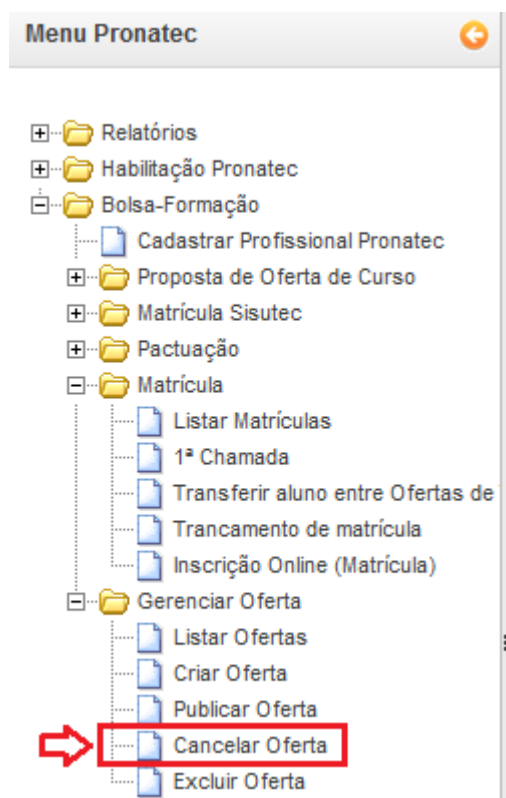 Menu Pronatec
Relatórios
Habilitação Pronatec
Bolsa-Formação
Cadastrar Profissional Pronatec
Proposta de Oferta de Curso
Matrícula Sisutec
Pactuação
Matrícula
Listar Matrículas
1ª Chamada
Transferir aluno entre Ofertas de
Trancamento de matrícula
Inscrição Online (Matrícula)
Gerenciar Oferta
Listar Ofertas
Criar Oferta
Publicar Oferta
Cancelar Oferta
Excluir Oferta